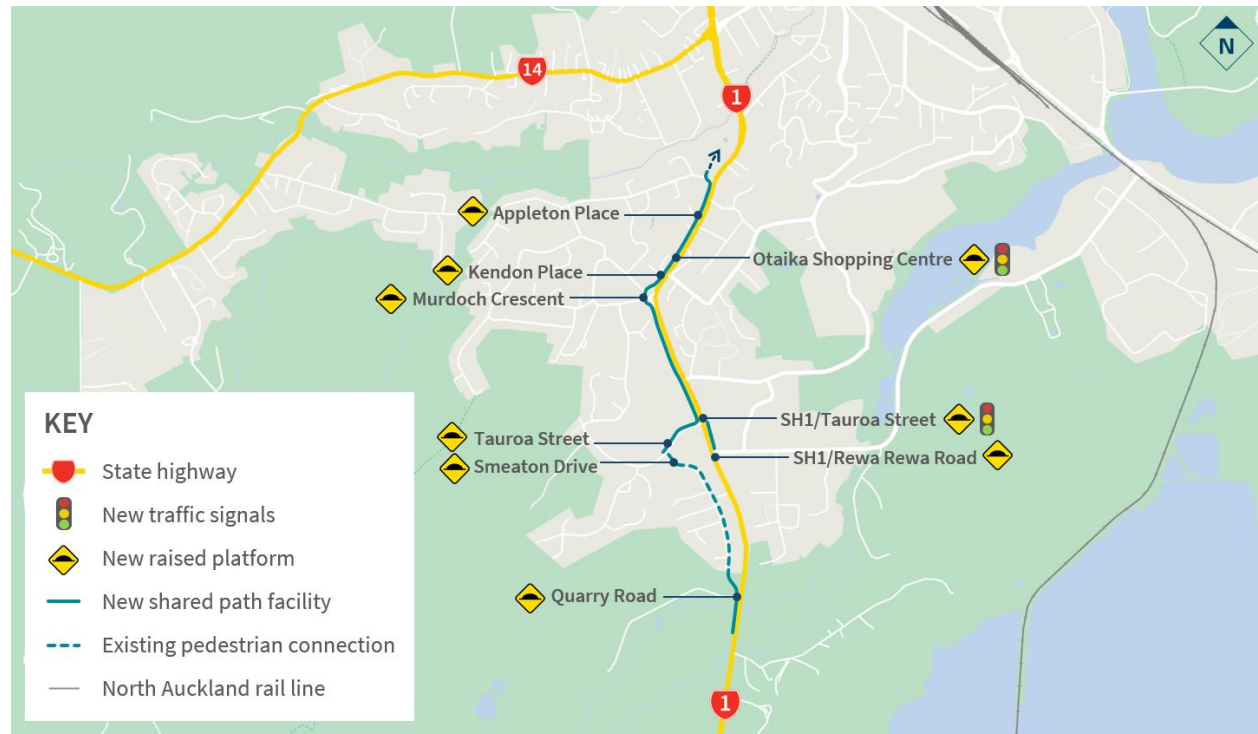 14
1
N
Appleton Place
Kendon Place
Otaika Shopping Centre
Murdoch Crescent
SH1/Tauroa Street
Tauroa Street
SH1/Rewa Rewa Road
Smeaton Drive
Quarry Road
1
KEY
State highway
New traffic signals
New raised platform
New shared path facility
Existing pedestrian connection
North Auckland rail line